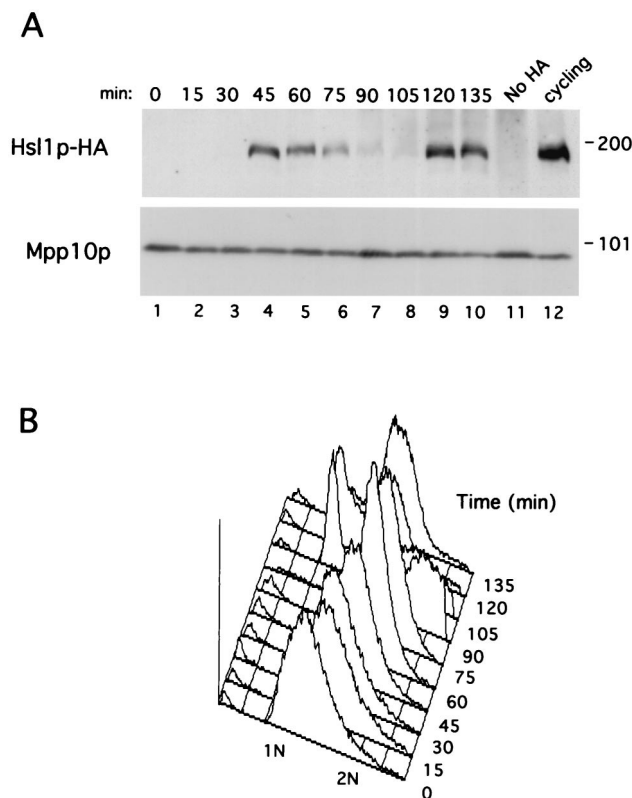 A
min: 0 15 30 45 60 75 90 105 120 135 No HA cycling
Hsl1p-HA
-200
Mpp10p
-101
1 2 3 4 5 6 7 8 9 10 11 12
B
Time (min)
135
120
105
90
75
60
45
30
15
0
1N
2N